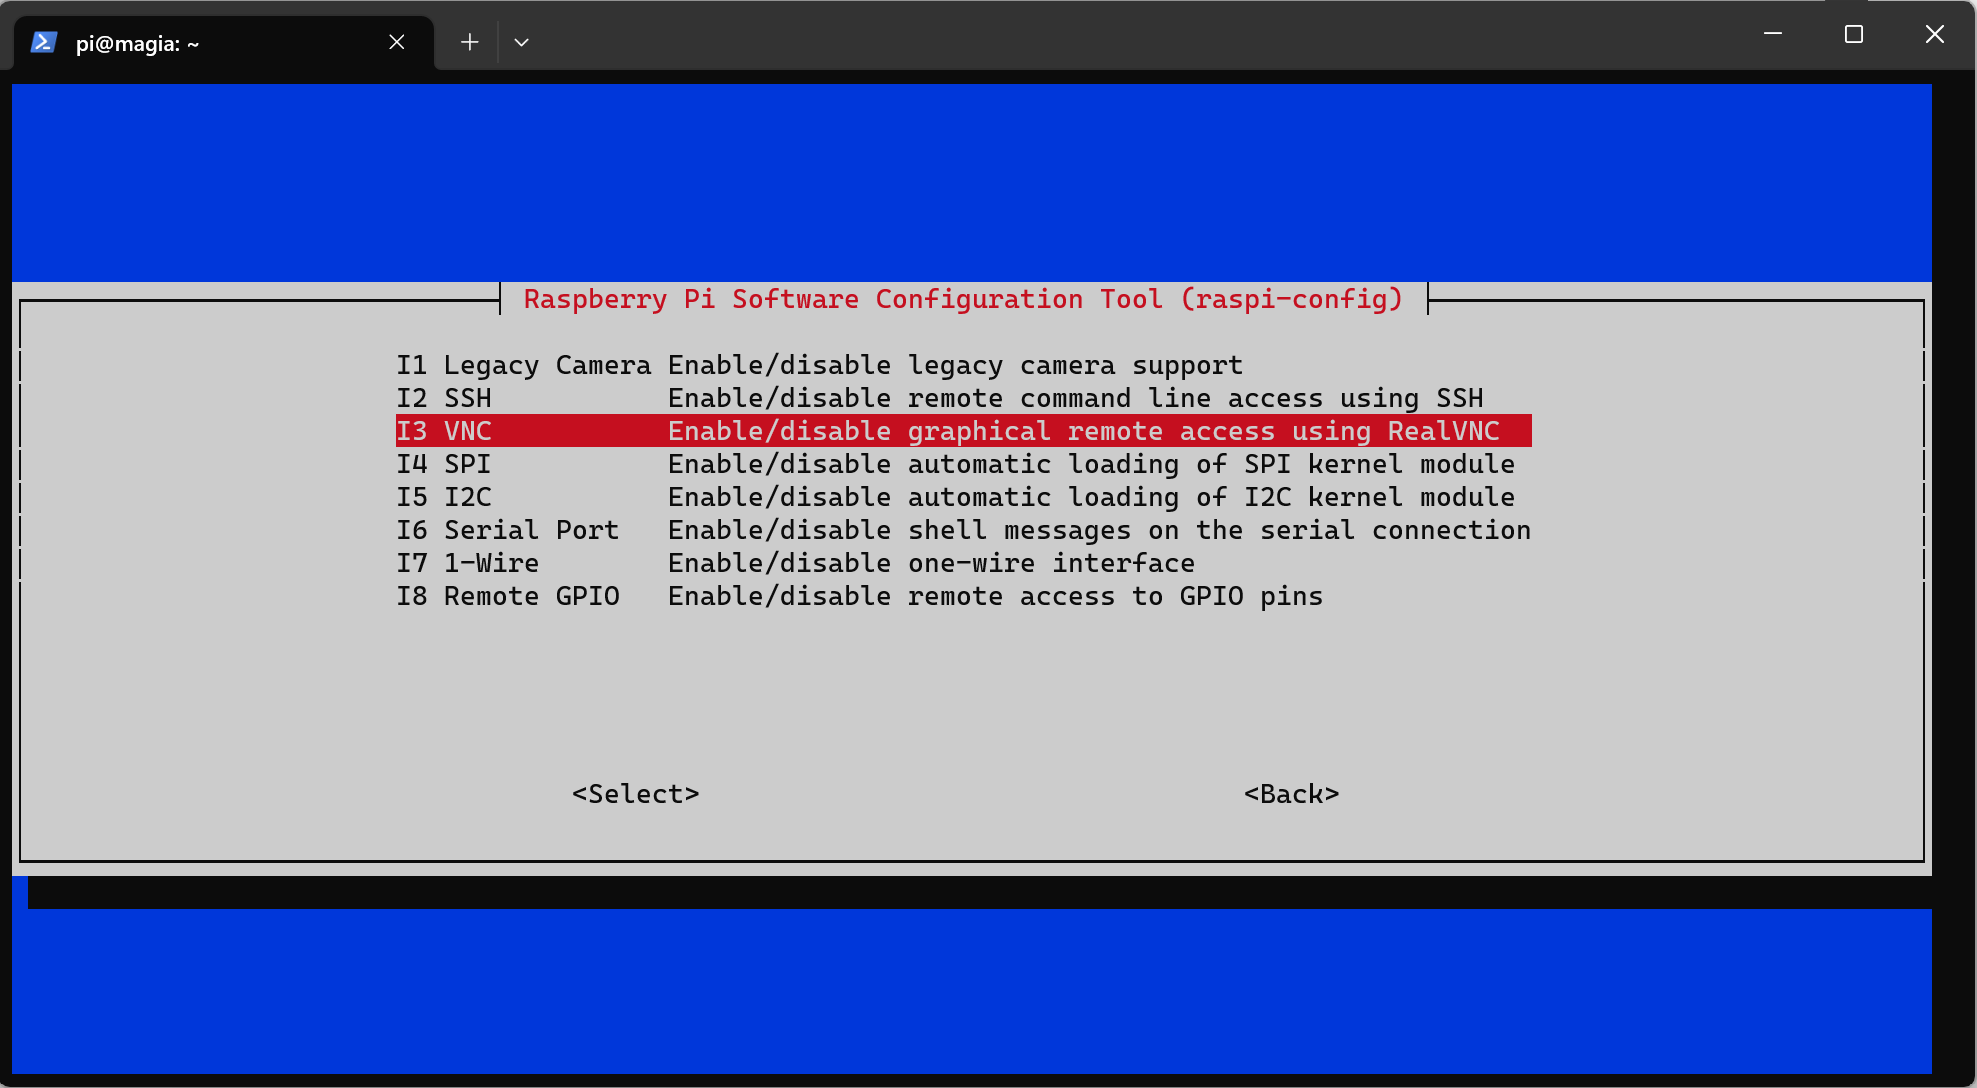 pi@magia: ~
Raspberry Pi Software Configuration Tool (raspi-config)
I1 Legacy Camera Enable/disable legacy camera support
I2 SSH Enable/disable remote command line access using SSH
I3 VNC Enable/disable graphical remote access using RealVNC
I4 SPI Enable/disable automatic loading of SPI kernel module
I5 I2C Enable/disable automatic loading of I2C kernel module
I6 Serial Port Enable/disable shell messages on the serial connection
I7 1-Wire Enable/disable one-wire interface
I8 Remote GPIO Enable/disable remote access to GPIO pins
<Select> <Back>